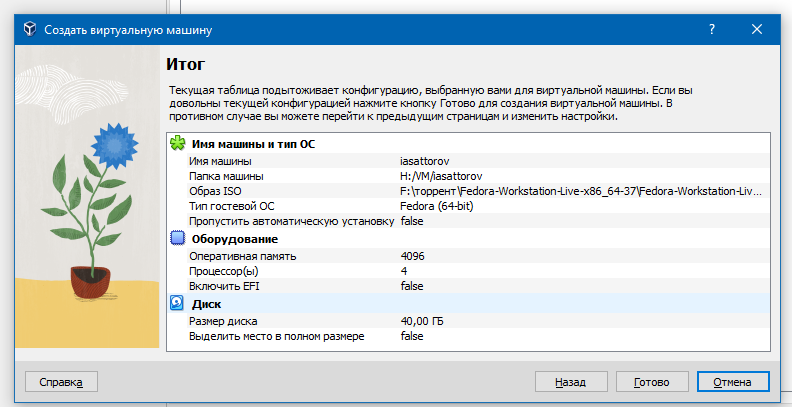 Создать виртуальную машину
?
Итог
Текущая таблица подытоживает конфигурацию, выбранную вами для виртуальной машины. Если вы
довольны текущей конфигурацией нажмите кнопку Готово для создания виртуальной машины. В
противном случае вы можете перейти к предыдущим страницам и изменить настройки.
Имя машины и тип ОС
Имя машины iasattorov
Папка машины H:/VM/iasattorov
Образ ISO F:\торрент\Fedora-Workstation-Live-x86_64-37\Fedora-Workstation-Liv...
Тип гостевой ОС Fedora (64-bit)
Пропустить автоматическую установку false
Оборудование
Оперативная память 4096
Процессор(ы) 4
Включить EFI false
Диск
Размер диска 40,00 ГБ
Выделить место в полном размере false
Справка Назад Готово Отмена